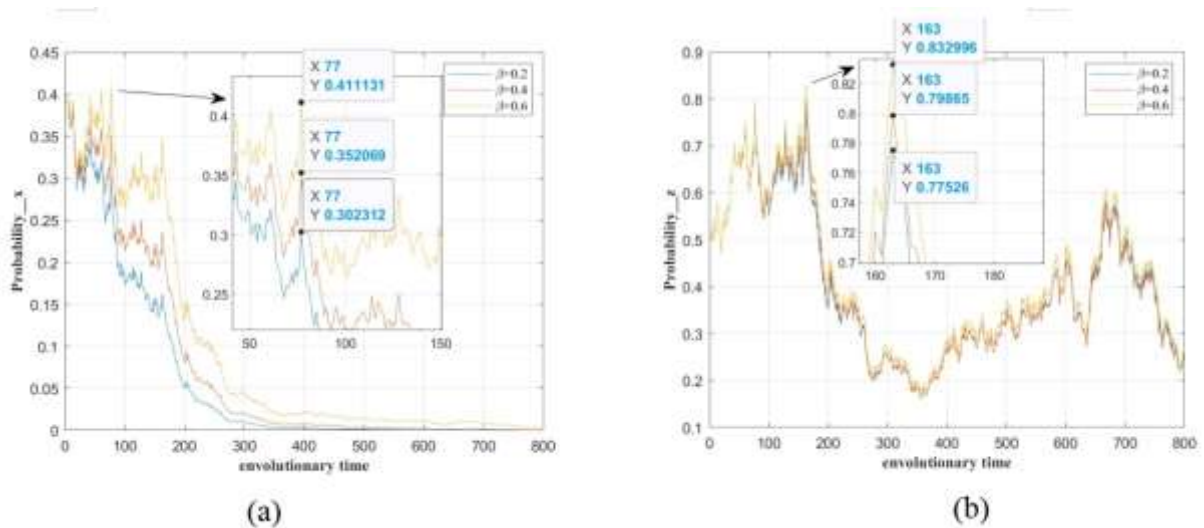 X 77
Y 0.411131
X 77
Y 0.352069
X 77
Y 0.302312
β=0.2
β=0.4
β=0.6
0.45
0.4
0.35
0.3
0.25
0.2
0.15
0.1
0.05
0
0.4
0.35
0.3
0.25
50
100
150
Probability__x
0
100
200
300
400
500
600
700
800
envolutionary time
(a)
X 163
Y 0.832996
X 163
Y 0.79865
X 163
Y 0.77526
β=0.2
β=0.4
β=0.6
0.9
0.8
0.7
0.6
0.5
0.4
0.3
0.2
0.1
0.82
0.8
0.78
0.76
0.74
0.72
0.7
160
170
180
Probability__z
0
100
200
300
400
500
600
700
800
envolutionary time
(b)